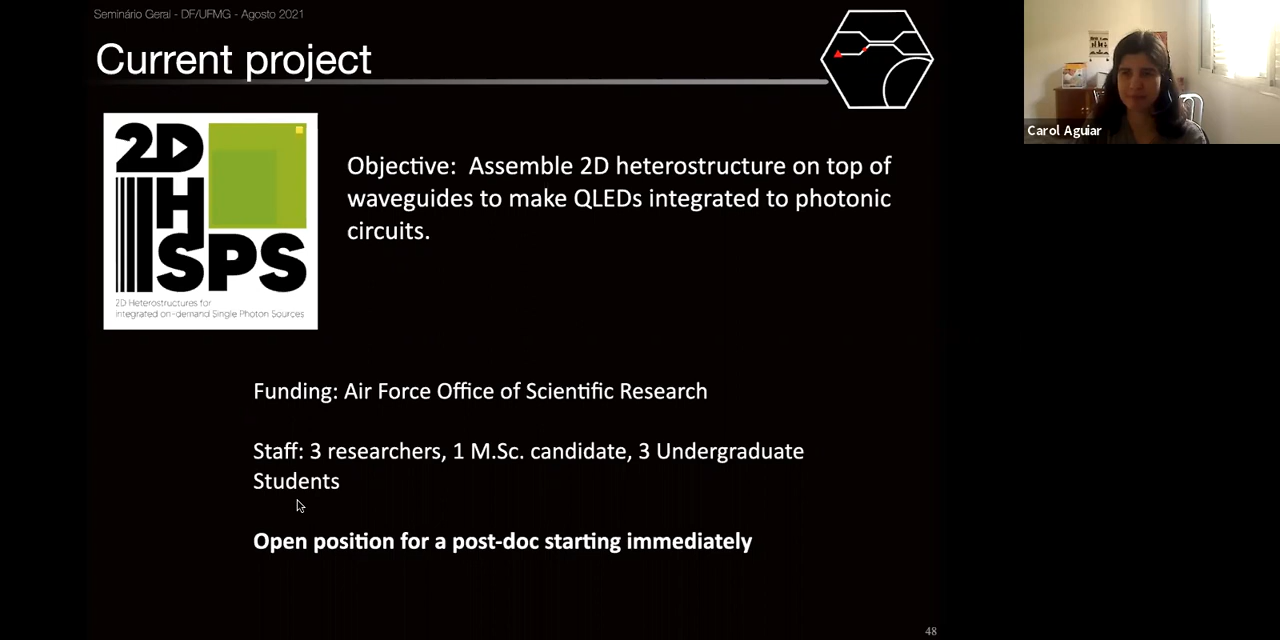 Seminário Gerai - DF/UFMG - Agosto 2021
Current project
2D
H
SPS
2D Heterostructures for
integrated on-demand Single Photon Sources
Objective: Assemble 2D heterostructure on top of
waveguides to make QLEDs integrated to photonic
circuits.
Funding: Air Force Office of Scientific Research
Staff: 3 researchers, 1 M.Sc. candidate, 3 Undergraduate
Students
Open position for a post-doc starting immediately
48
Carol Aguiar